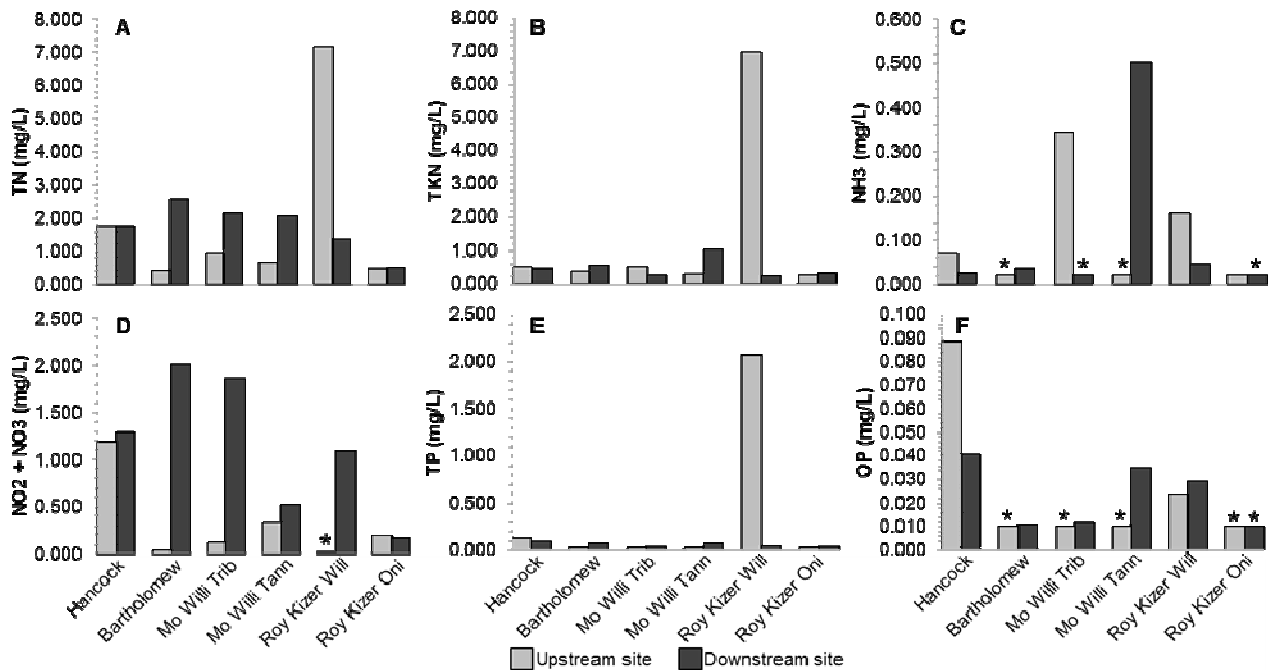 A
TN (mg/L)
8.000
7.000
6.000
5.000
4.000
3.000
2.000
1.000
0.000
B
TKN (mg/L)
8.000
7.000
6.000
5.000
4.000
3.000
2.000
1.000
0.000
C
NH3 (mg/L)
0.600
0.500
0.400
0.300
0.200
0.100
0.000
*
*
*
*
D
NO2 + NO3 (mg/L)
2.500
2.000
1.500
1.000
0.500
0.000
*
Hancock
Bartholomew
Mo Willi Trib
Mo Willi Tann
Roy Kizer Will
Roy Kizer Oni
E
TP (mg/L)
2.500
2.000
1.500
1.000
0.500
0.000
Hancock
Bartholomew
Mo Willi Trib
Mo Willi Tann
Roy Kizer Will
Roy Kizer Oni
F
OP (mg/L)
0.100
0.090
0.080
0.070
0.060
0.050
0.040
0.030
0.020
0.010
0.000
*
*
*
* *
Hancock
Bartholomew
Mo Willi Trib
Mo Willi Tann
Roy Kizer Will
Roy Kizer Oni
Upstream site
Downstream site